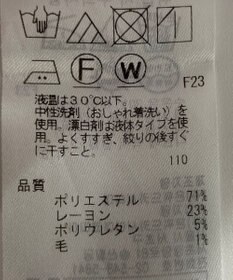 F W
F23
液温は30℃以下。
中性洗剤(おしゃれ着洗い)を
使用。漂白剤は液体タイプを使
用。よくすすぎ、絞りの後すぐ
に干すこと。
110
品質
ポリエステル 71%
レーヨン 23%
ポリウレタン 5%
毛 1%